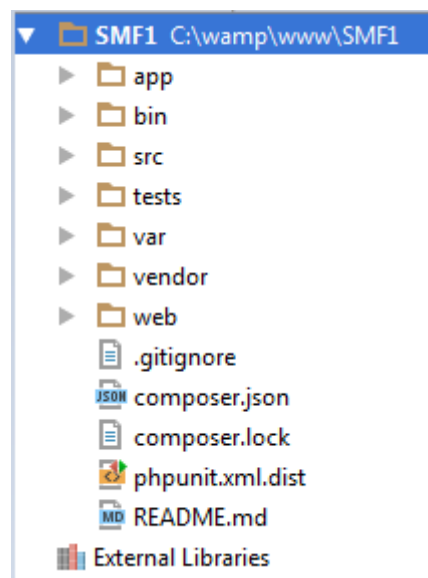 SMF1 C:\wamp\www\SMF1
app
bin
src
tests
var
vendor
web
.gitignore
JSON composer.json
composer.lock
phpunit.xml.dist
MD README.md
External Libraries